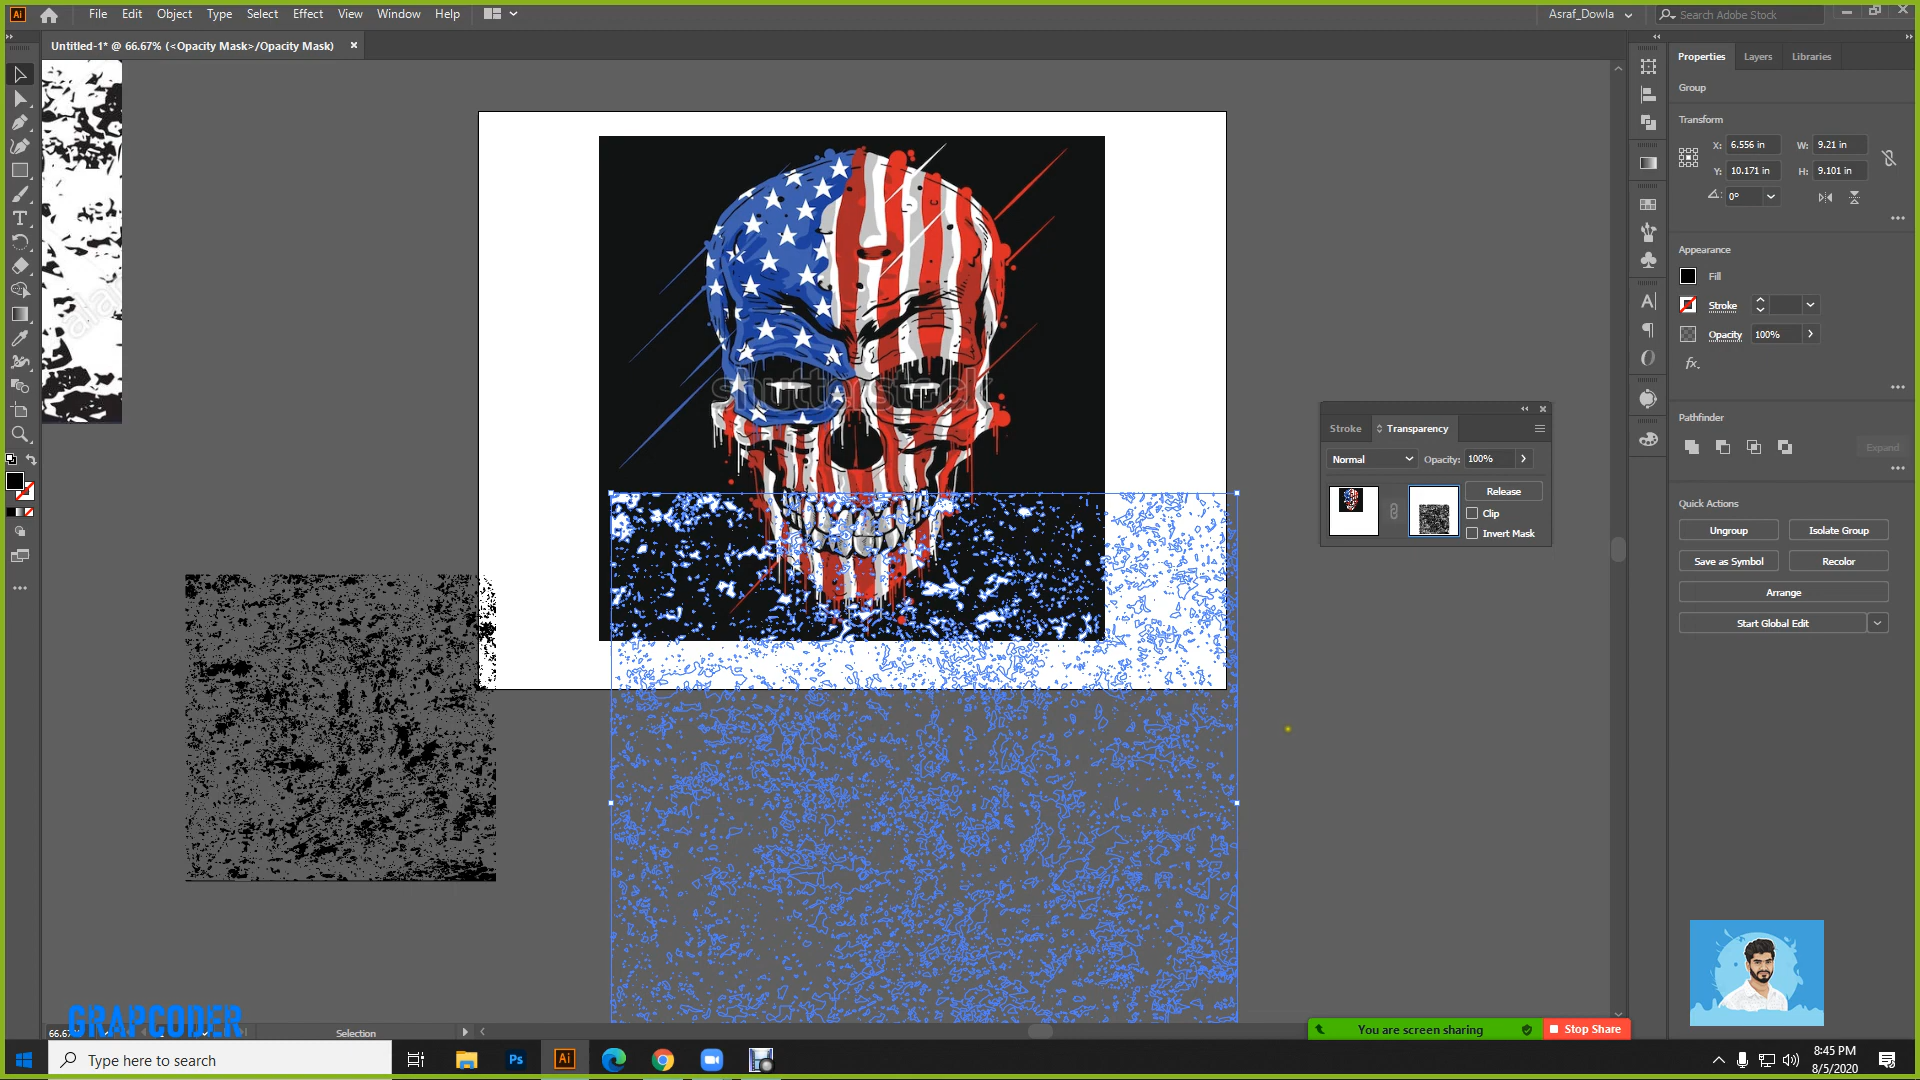 Ai File Edit Object Type Select Effect View Window Help
Asraf_Dowla
Search Adobe Stock
Untitled-1* @ 66.67% (<Opacity Mask>/Opacity Mask)
Properties Layers Libraries
Group
Transform
X: 6.556 in W: 9.21 in
Y: 10.171 in H: 9.101 in
0°
Appearance
Fill
Stroke
Opacity 100%
fx.
Pathfinder
Expand
Quick Actions
Ungroup Isolate Group
Save as Symbol Recolor
Arrange
Start Global Edit
Stroke Transparency
Normal Opacity: 100%
Release
Clip
Invert Mask
shutterstock
GRAPCODER
66.67
Selection
You are screen sharing Stop Share
Type here to search
Ps Ai
8:45 PM
8/5/2020